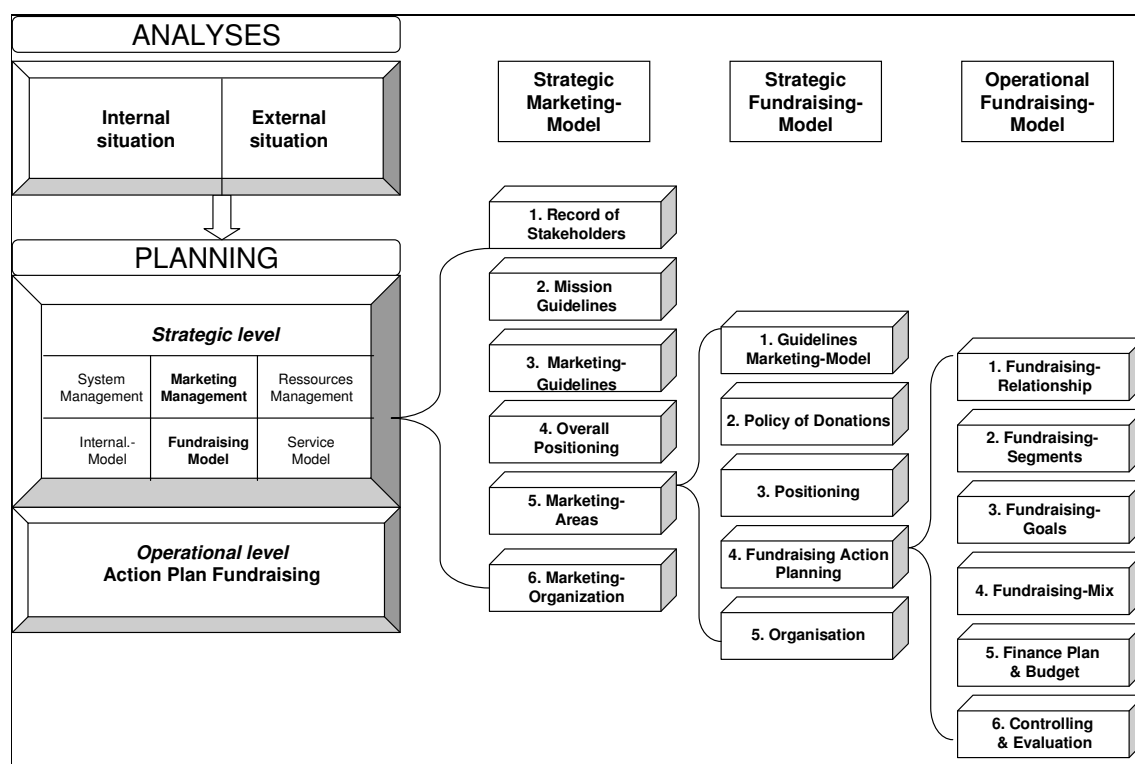 ANALYSES
Internal
situation
External
situation
PLANNING
Strategic level
System
Management
Marketing
Management
Ressources
Management
Internal.-
Model
Fundraising
Model
Service
Model
Operational level
Action Plan Fundraising
Strategic
Marketing-
Model
1. Record of
Stakeholders
2. Mission
Guidelines
3. Marketing-
Guidelines
4. Overall
Positioning
5. Marketing-
Areas
6. Marketing-
Organization
Strategic
Fundraising-
Model
1. Guidelines
Marketing-Model
2. Policy of Donations
3. Positioning
4. Fundraising Action
Planning
5. Organisation
Operational
Fundraising-
Model
1. Fundraising-
Relationship
2. Fundraising-
Segments
3. Fundraising-
Goals
4. Fundraising-Mix
5. Finance Plan
& Budget
6. Controlling
& Evaluation